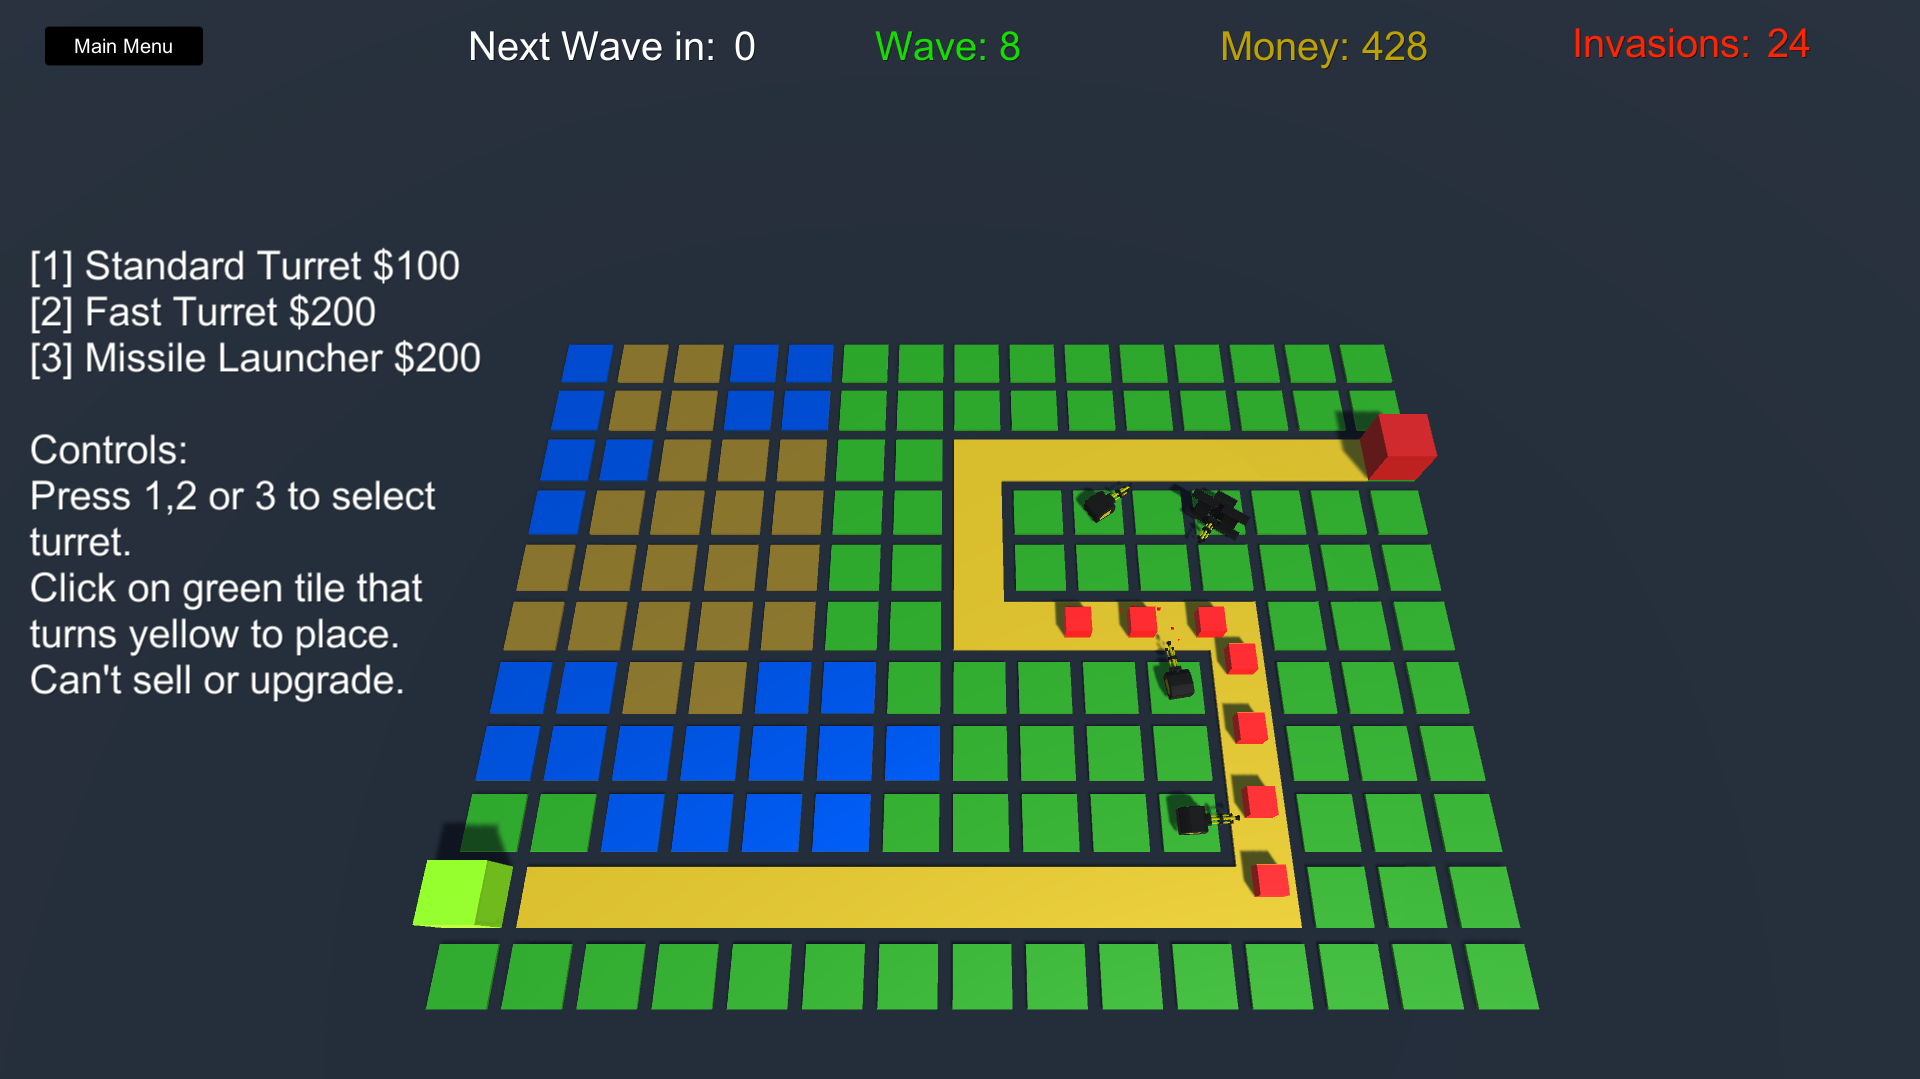 Main Menu
Next Wave in: 0
Wave: 8
Money: 428
Invasions: 24
[1] Standard Turret $100
[2] Fast Turret $200
[3] Missile Launcher $200
Controls:
Press 1,2 or 3 to select
turret.
Click on green tile that
turns yellow to place.
Can't sell or upgrade.